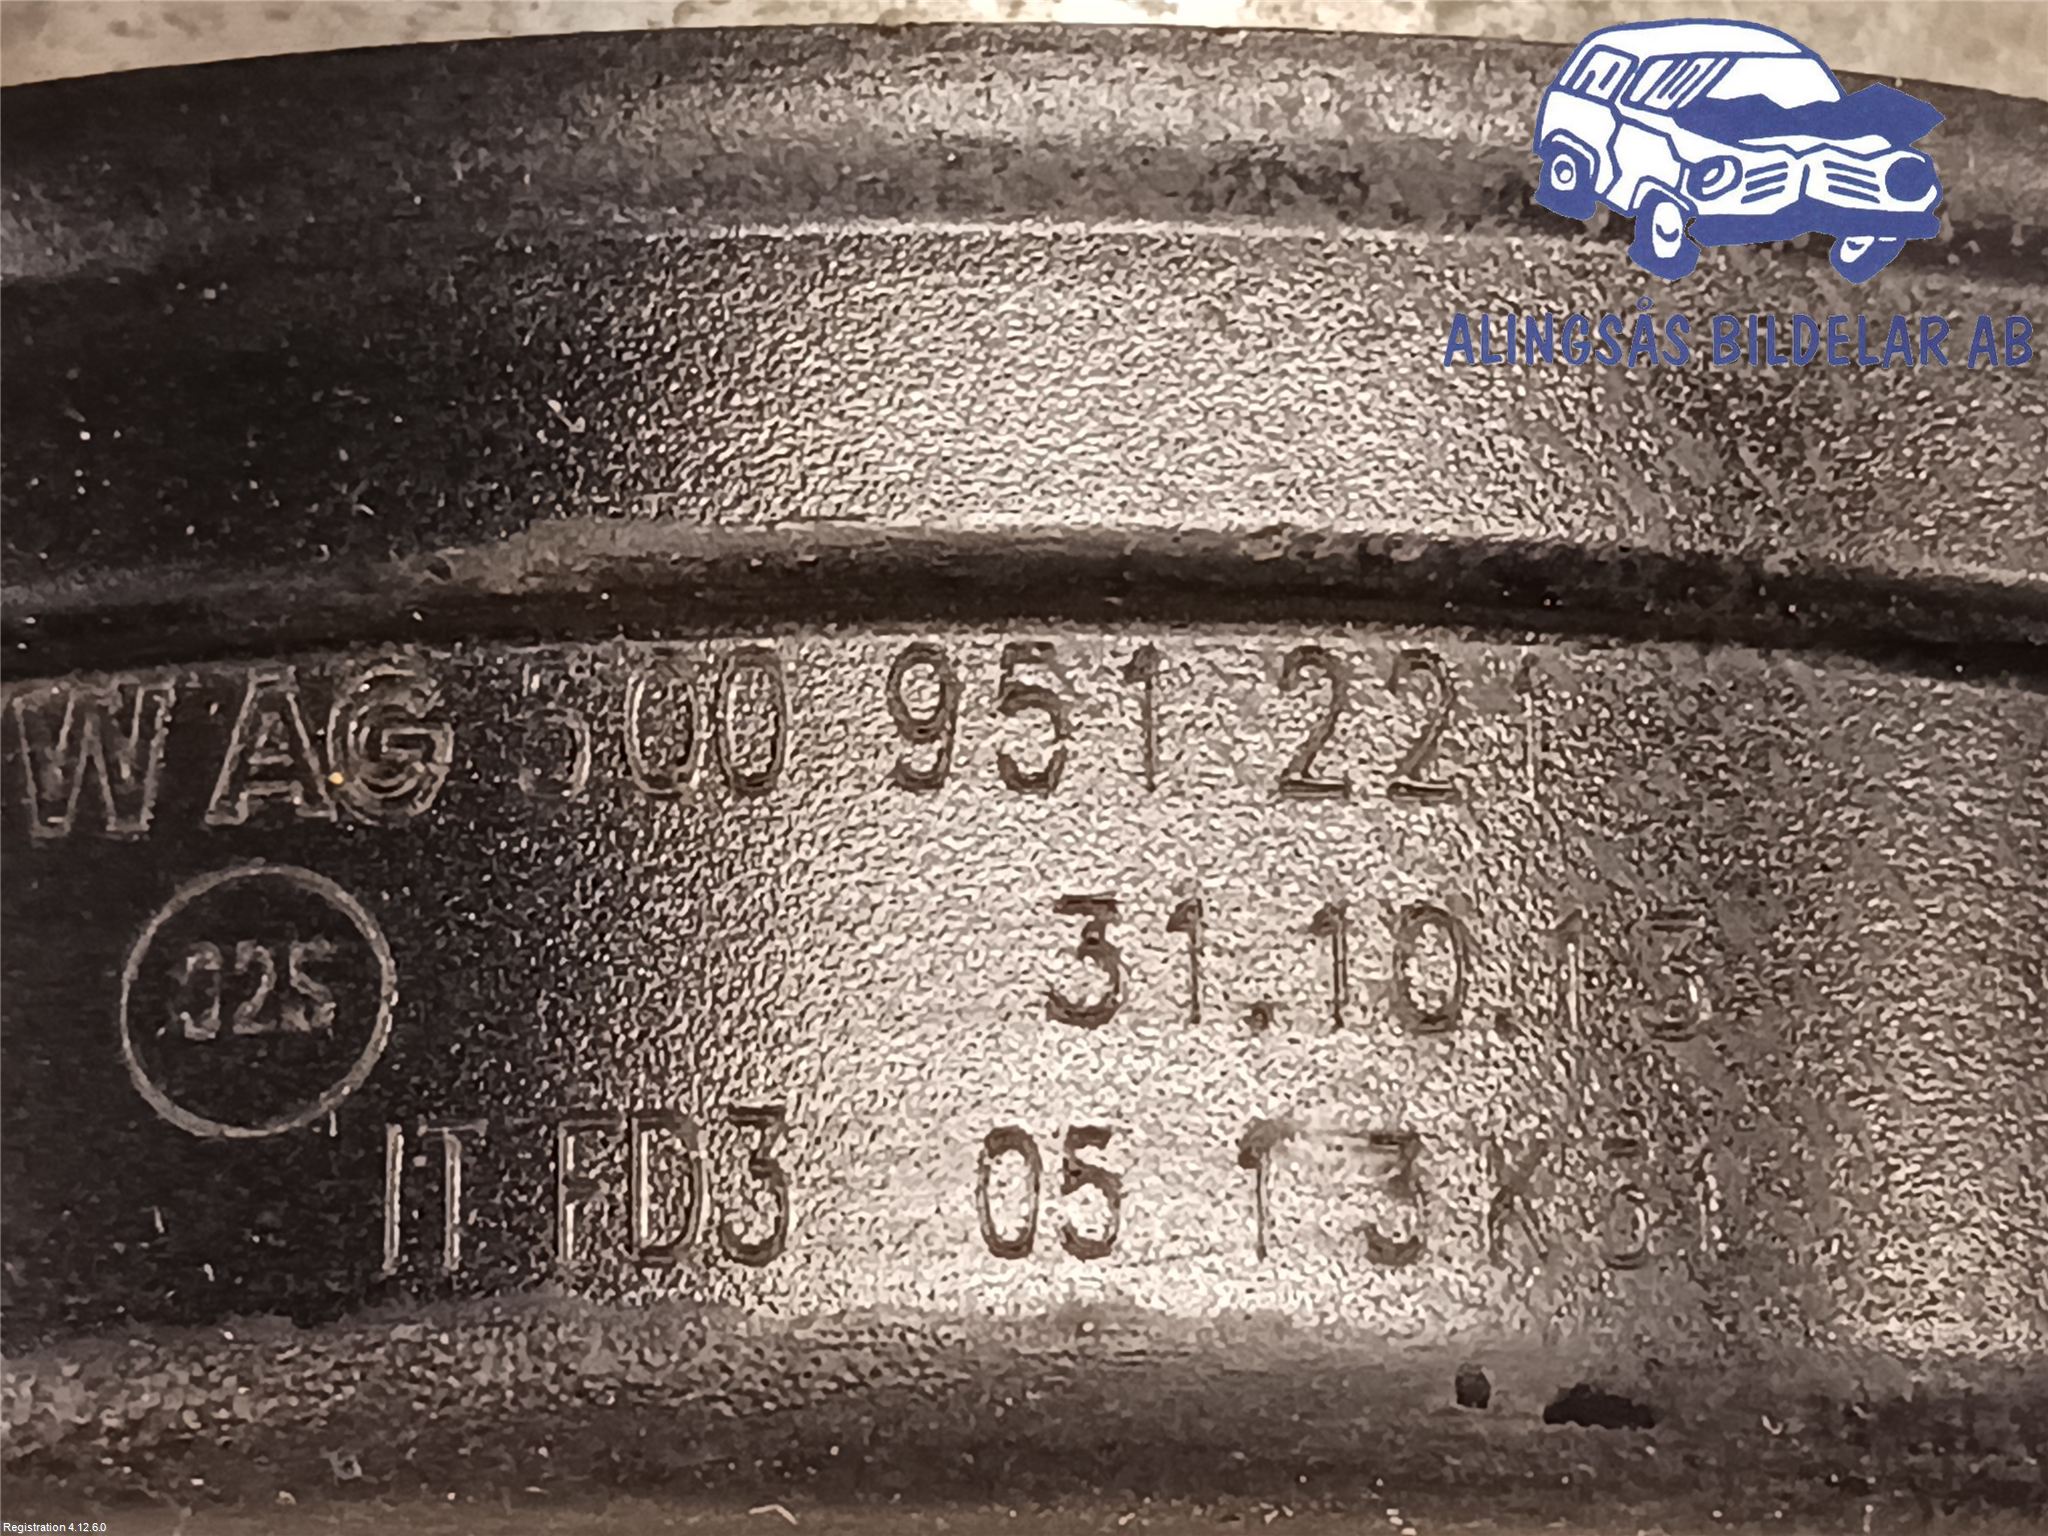 ALINGSÅS BILDELAR AB
WAG 500 951 221
025
31.10.13
IT FD3 05 13 K31
Registration 4.12.6.0